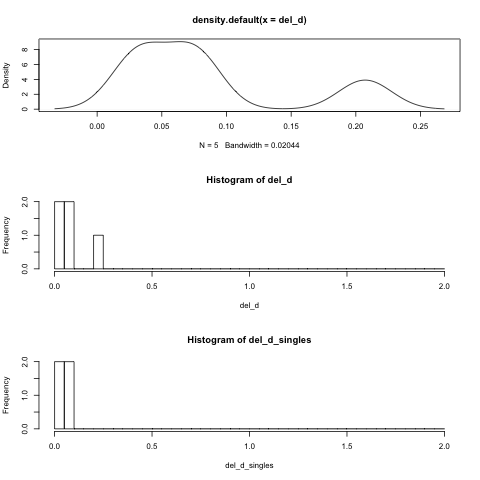 density.default(x = del_d)
Density
0 2 4 6 8
0.00 0.05 0.10 0.15 0.20 0.25
N = 5 Bandwidth = 0.02044
Histogram of del_d
Frequency
0.0 1.0 2.0
0.0 0.5 1.0 1.5 2.0
del_d
Histogram of del_d_singles
Frequency
0.0 1.0 2.0
0.0 0.5 1.0 1.5 2.0
del_d_singles